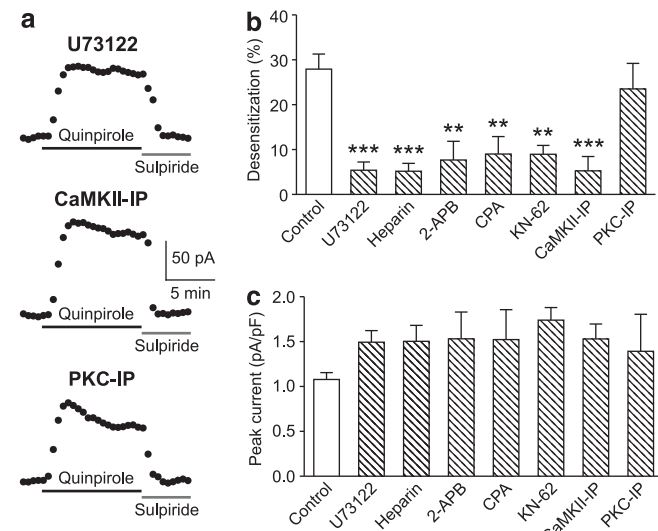 a
U73122
Quinpirole
Sulpiride
CaMKII-IP
50 pA
5 min
Quinpirole
Sulpiride
PKC-IP
Quinpirole
Sulpiride
b
Desensitization (%)
40
30
20
10
0
*** *** ** ** ** ***
Control U73122 Heparin 2-APB CPA KN-62 CaMKII-IP PKC-IP
c
Peak current (pA/pF)
2.0
1.5
1.0
0.5
0.0
Control U73122 Heparin 2-APB CPA KN-62 CaMKII-IP PKC-IP